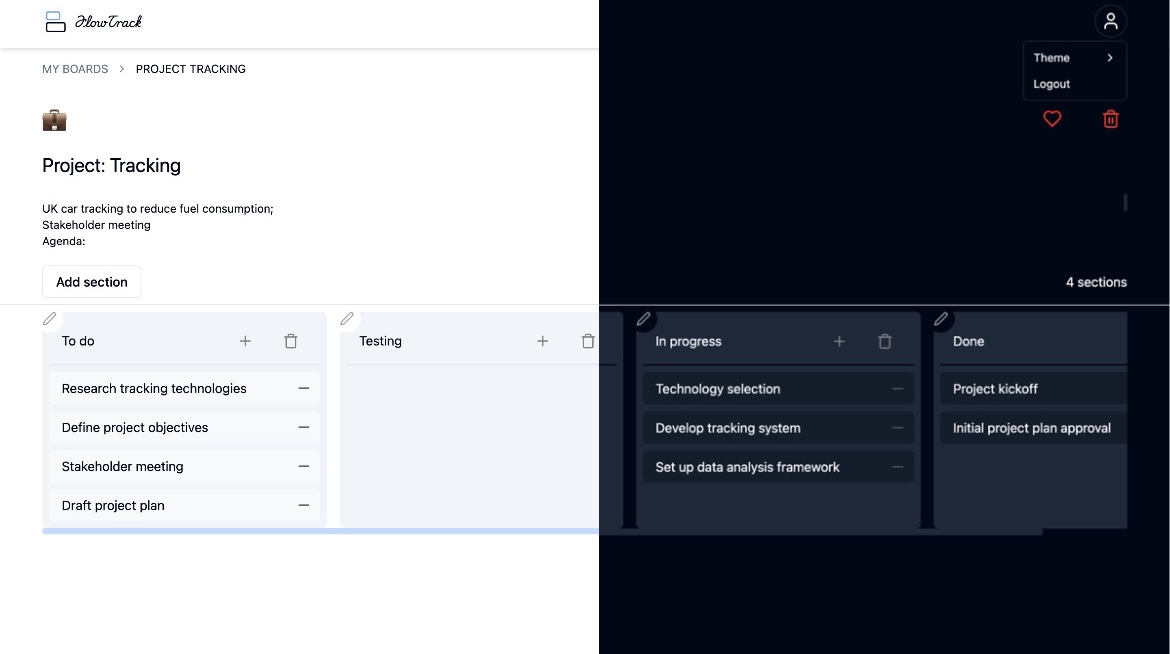 FlowTrack
MY BOARDS > PROJECT TRACKING
Theme >
Logout
Project: Tracking
UK car tracking to reduce fuel consumption;
Stakeholder meeting
Agenda:
Add section
4 sections
To do
Research tracking technologies
Define project objectives
Stakeholder meeting
Draft project plan
Testing
In progress
Technology selection
Develop tracking system
Set up data analysis framework
Done
Project kickoff
Initial project plan approval